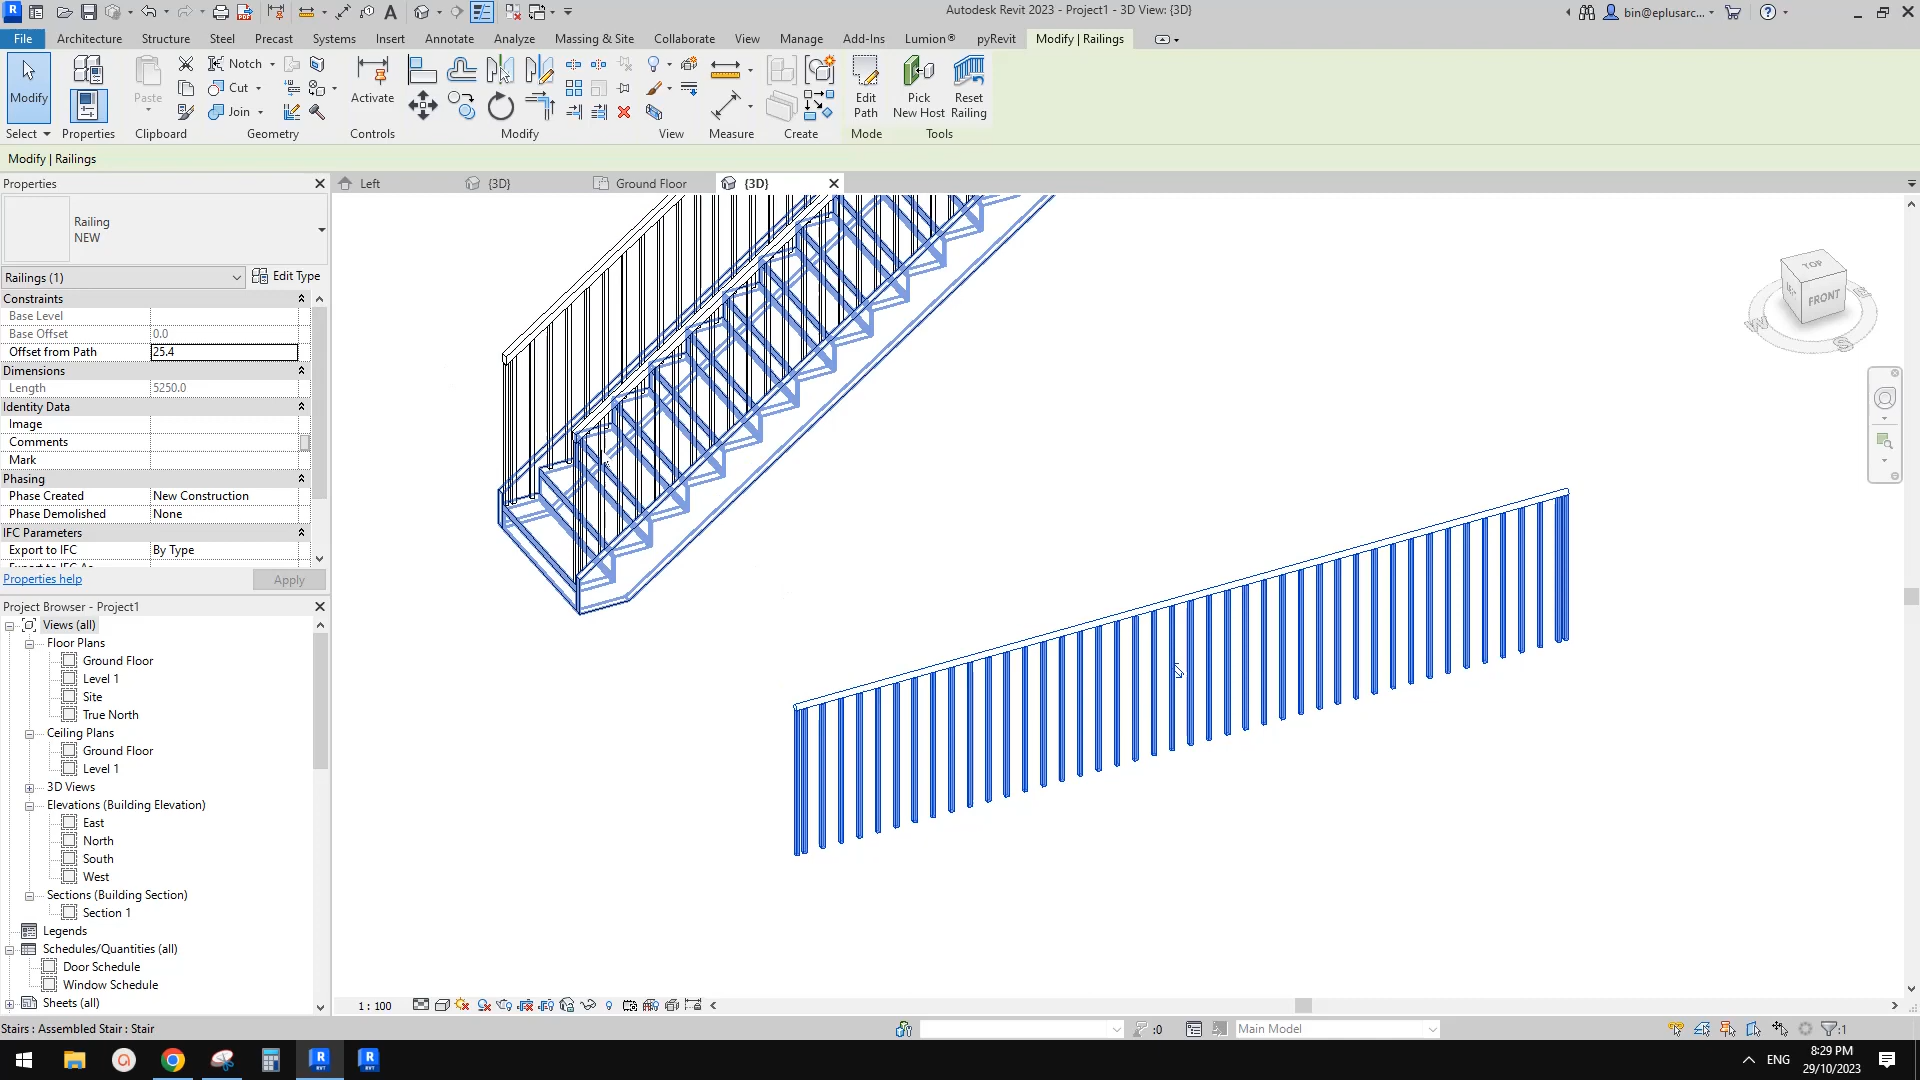 Autodesk Revit 2023 - Project1 - 3D View: {3D}
bin@eplusarc...
File Architecture Structure Steel Precast Systems Insert Annotate Analyze Massing & Site Collaborate View Manage Add-Ins Lumion® pyRevit Modify | Railings
Modify
Paste
Notch
Cut
Join
Activate
Edit Path
Pick New Host
Reset Railing
Select Properties Clipboard Geometry Controls Modify View Measure Create Mode Tools
Modify | Railings
Properties
Left {3D} Ground Floor {3D}
Railing
NEW
Railings (1) Edit Type
Constraints
Base Level
Base Offset 0.0
Offset from Path 25.4
Dimensions
Length 5250.0
Identity Data
Image
Comments
Mark
Phasing
Phase Created New Construction
Phase Demolished None
IFC Parameters
Export to IFC By Type
Properties help Apply
Project Browser - Project1
Views (all)
Floor Plans
Ground Floor
Level 1
Site
True North
Ceiling Plans
Ground Floor
Level 1
3D Views
Elevations (Building Elevation)
East
North
South
West
Sections (Building Section)
Section 1
Legends
Schedules/Quantities (all)
Door Schedule
Window Schedule
Sheets (all)
TOP
FRONT
W
S
E
1 : 100
Stairs : Assembled Stair : Stair
:0
Main Model
:1
ENG
8:29 PM
29/10/2023